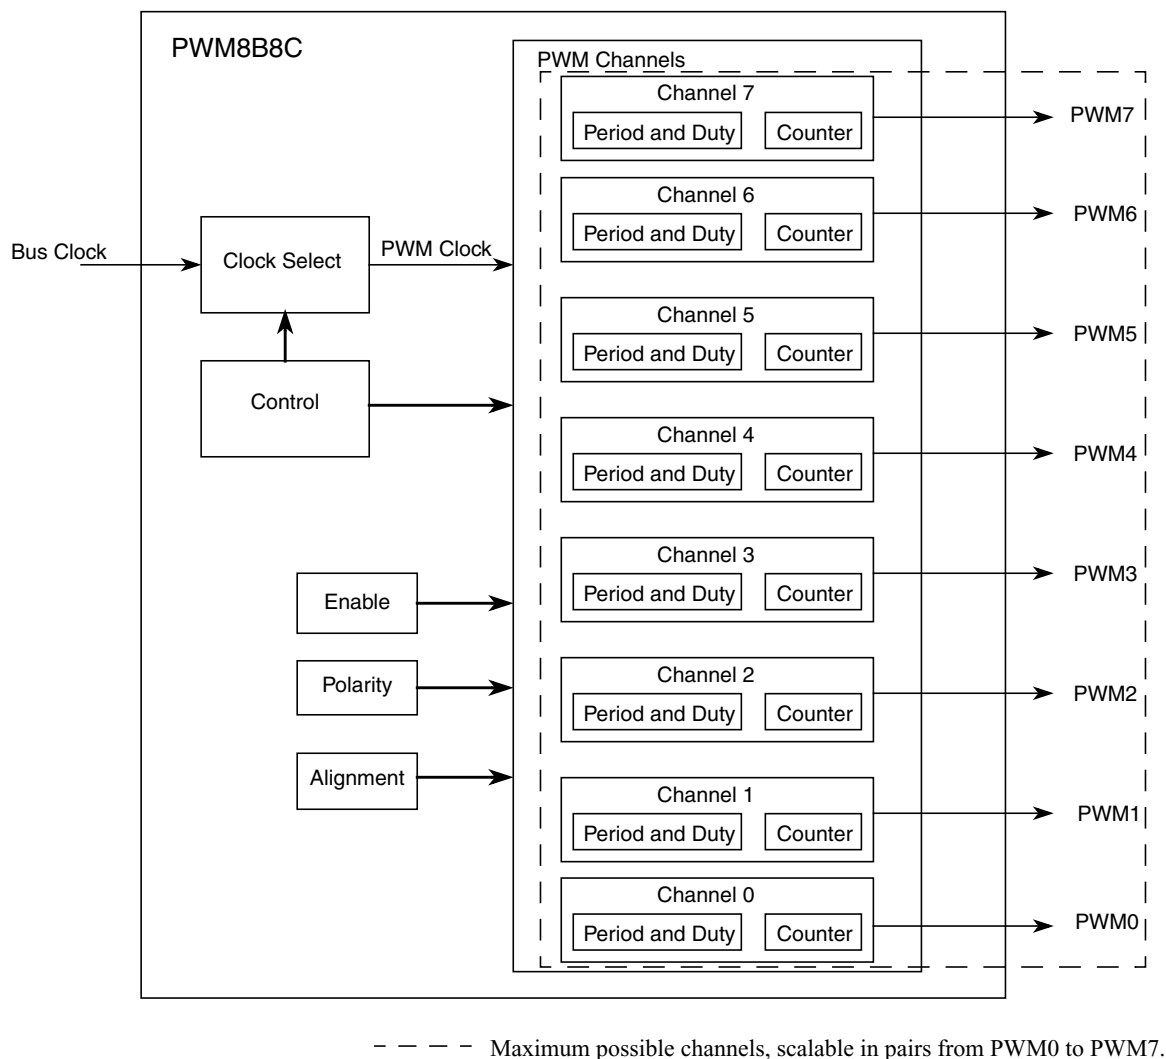 PWM8B8C
PWM Channels
Channel 7
Period and Duty
Counter
PWM7
Channel 6
Period and Duty
Counter
PWM6
Bus Clock
Clock Select
PWM Clock
Channel 5
Period and Duty
Counter
PWM5
Control
Channel 4
Period and Duty
Counter
PWM4
Channel 3
Period and Duty
Counter
PWM3
Enable
Polarity
Alignment
Channel 2
Period and Duty
Counter
PWM2
Channel 1
Period and Duty
Counter
PWM1
Channel 0
Period and Duty
Counter
PWM0
Maximum possible channels, scalable in pairs from PWM0 to PWM7.